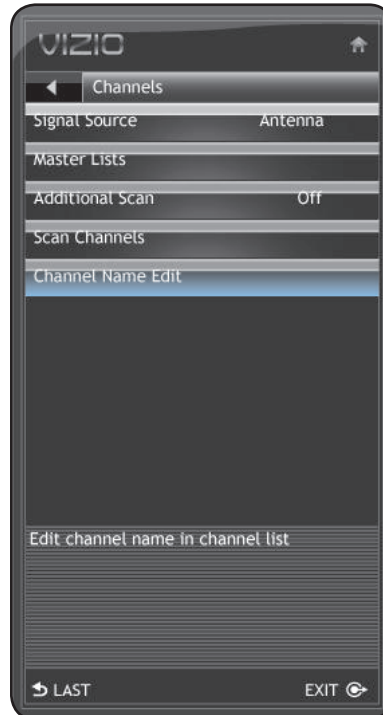 VIZIO
Channels
Signal Source Antenna
Master Lists
Additional Scan Off
Scan Channels
Channel Name Edit
Edit channel name in channel list
LAST EXIT